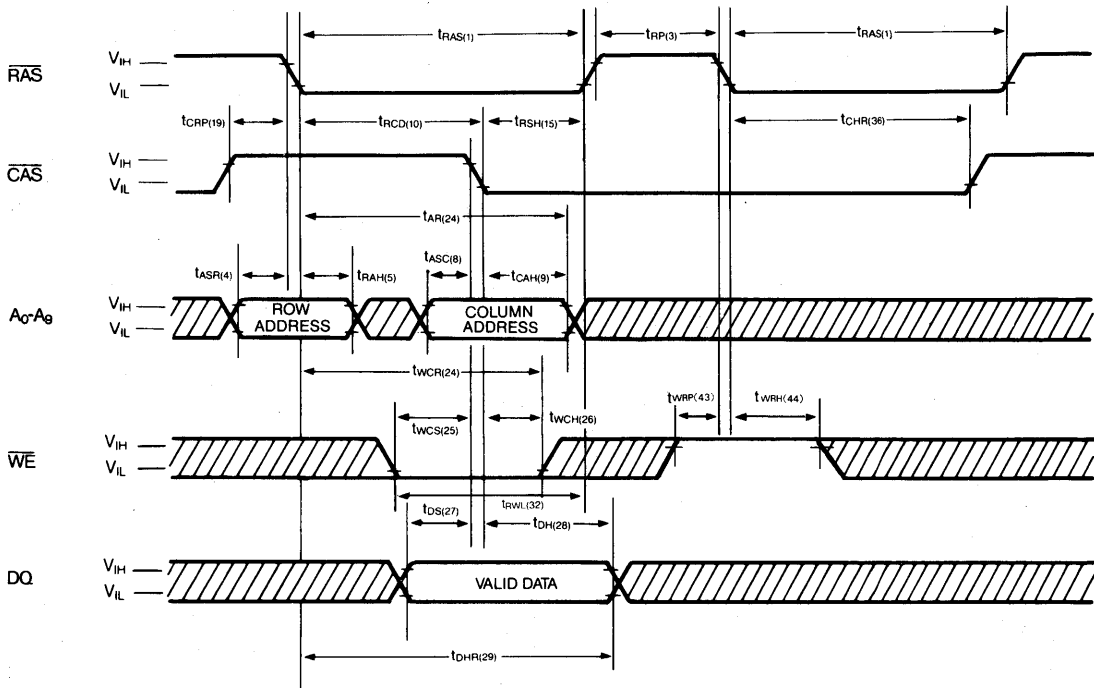 tRAS(1) tRP(3) tRAS(1)
RAS VIH
VIL
tCRP(19) tRCD(10) tRSH(15) tCHR(36)
CAS VIH
VIL
tAR(24)
tASR(4) tRAH(5) tASC(8) tCAH(9)
A0-A9 VIH
VIL
ROW
ADDRESS
COLUMN
ADDRESS
tWCR(24)
tWCS(25) tWCH(26) tWRP(43) tWRH(44)
WE VIH
VIL
tRWL(32)
tDS(27) tDH(28)
DQ VIH
VIL
VALID DATA
tDHR(29)